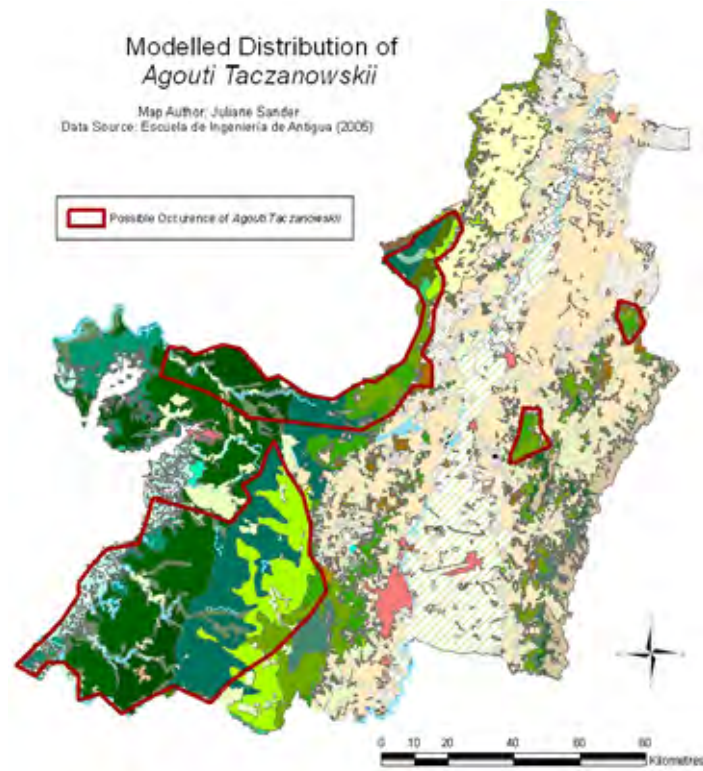 Modelled Distribution of
Agouti Taczanowskii
Map Author: Juliane Sander
Data Source: Escuela de Ingeniería de Antigua (2005)
Possible Occurence of Agouti Taczanowskii
0 10 20 40 60 80
Kilometres